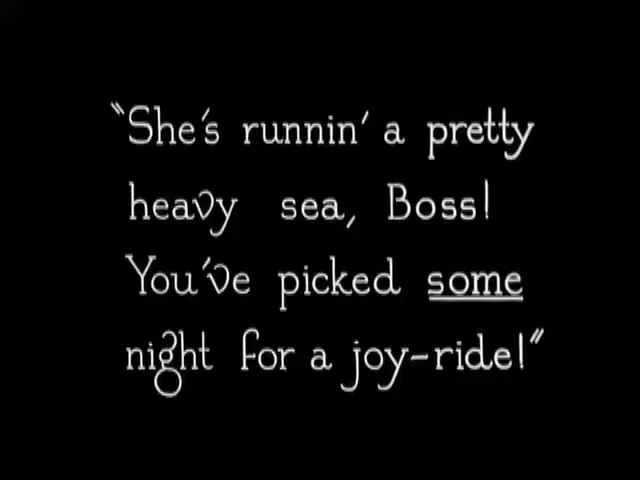 "She's runnin' a pretty
heavy sea, Boss!
You've picked some
night for a joy-ride!"